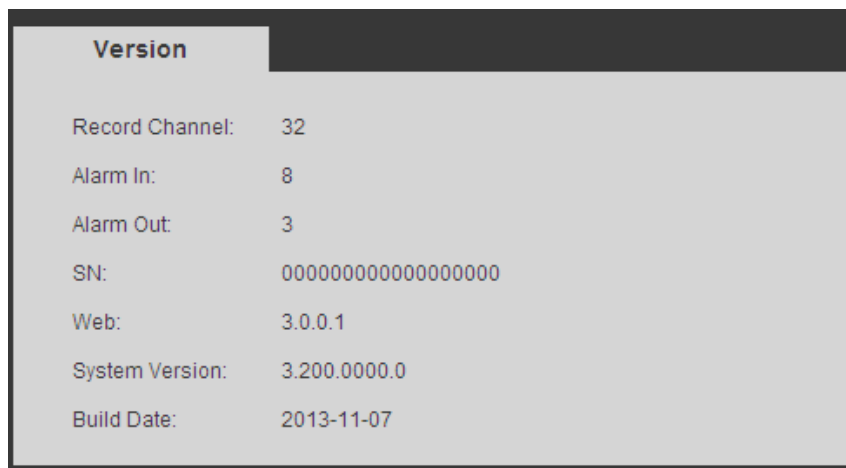 Version
Record Channel: 32
Alarm In: 8
Alarm Out: 3
SN: 000000000000000000
Web: 3.0.0.1
System Version: 3.200.0000.0
Build Date: 2013-11-07